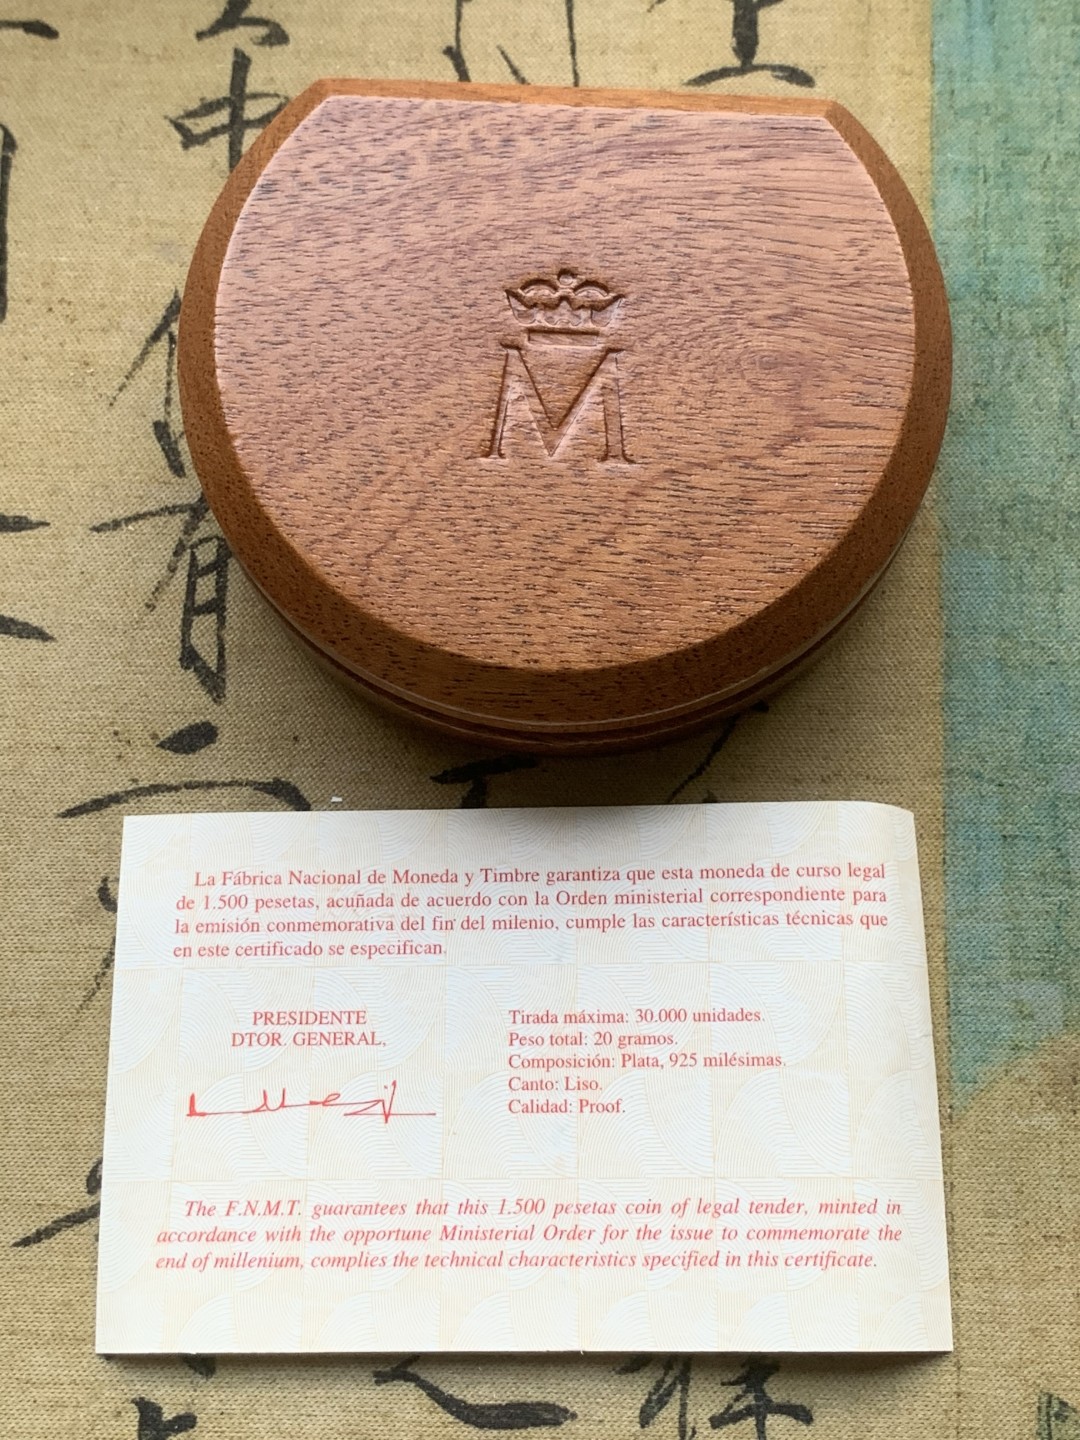 中
有
M
La Fábrica Nacional de Moneda y Timbre garantiza que esta moneda de curso legal
de 1.500 pesetas, acuñada de acuerdo con la Orden ministerial correspondiente para
la emisión conmemorativa del fin del milenio, cumple las características técnicas que
en este certificado se especifican.
PRESIDENTE
DTOR. GENERAL,
Tirada máxima: 30.000 unidades.
Peso total: 20 gramos.
Composición: Plata, 925 milésimas.
Canto: Liso.
Calidad: Proof.
The F.N.M.T. guarantees that this 1.500 pesetas coin of legal tender, minted in
accordance with the opportune Ministerial Order for the issue to commemorate the
end of millenium, complies the technical characteristics specified in this certificate.